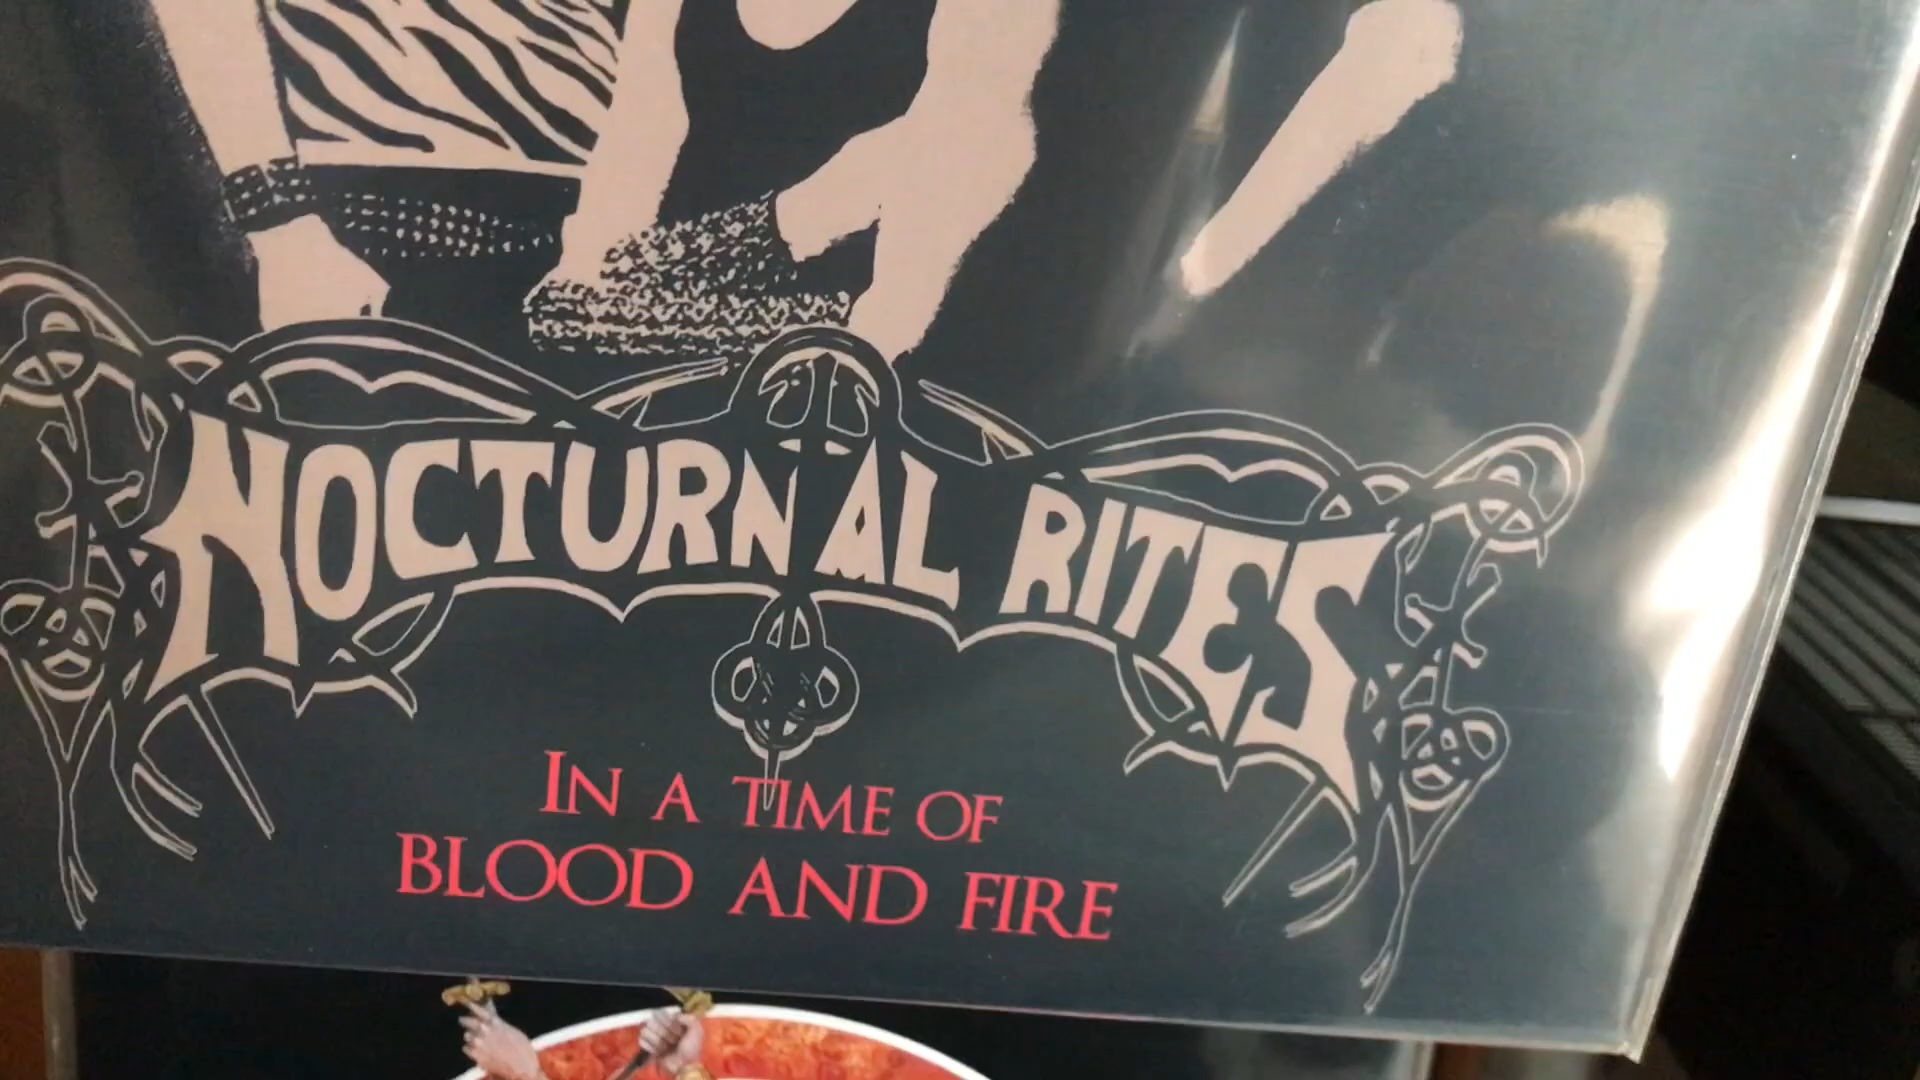 NOCTURNAL RITES
IN A TIME OF
BLOOD AND FIRE